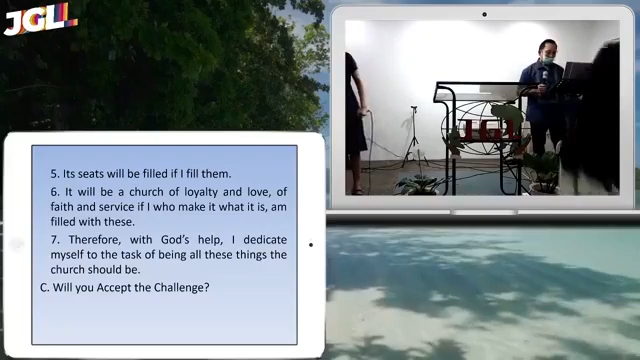 JGL
JGL
5. Its seats will be filled if I fill them.
6. It will be a church of loyalty and love, of
faith and service if I who make it what it is, am
filled with these.
7. Therefore, with God's help, I dedicate
myself to the task of being all these things the
church should be.
C. Will you Accept the Challenge?